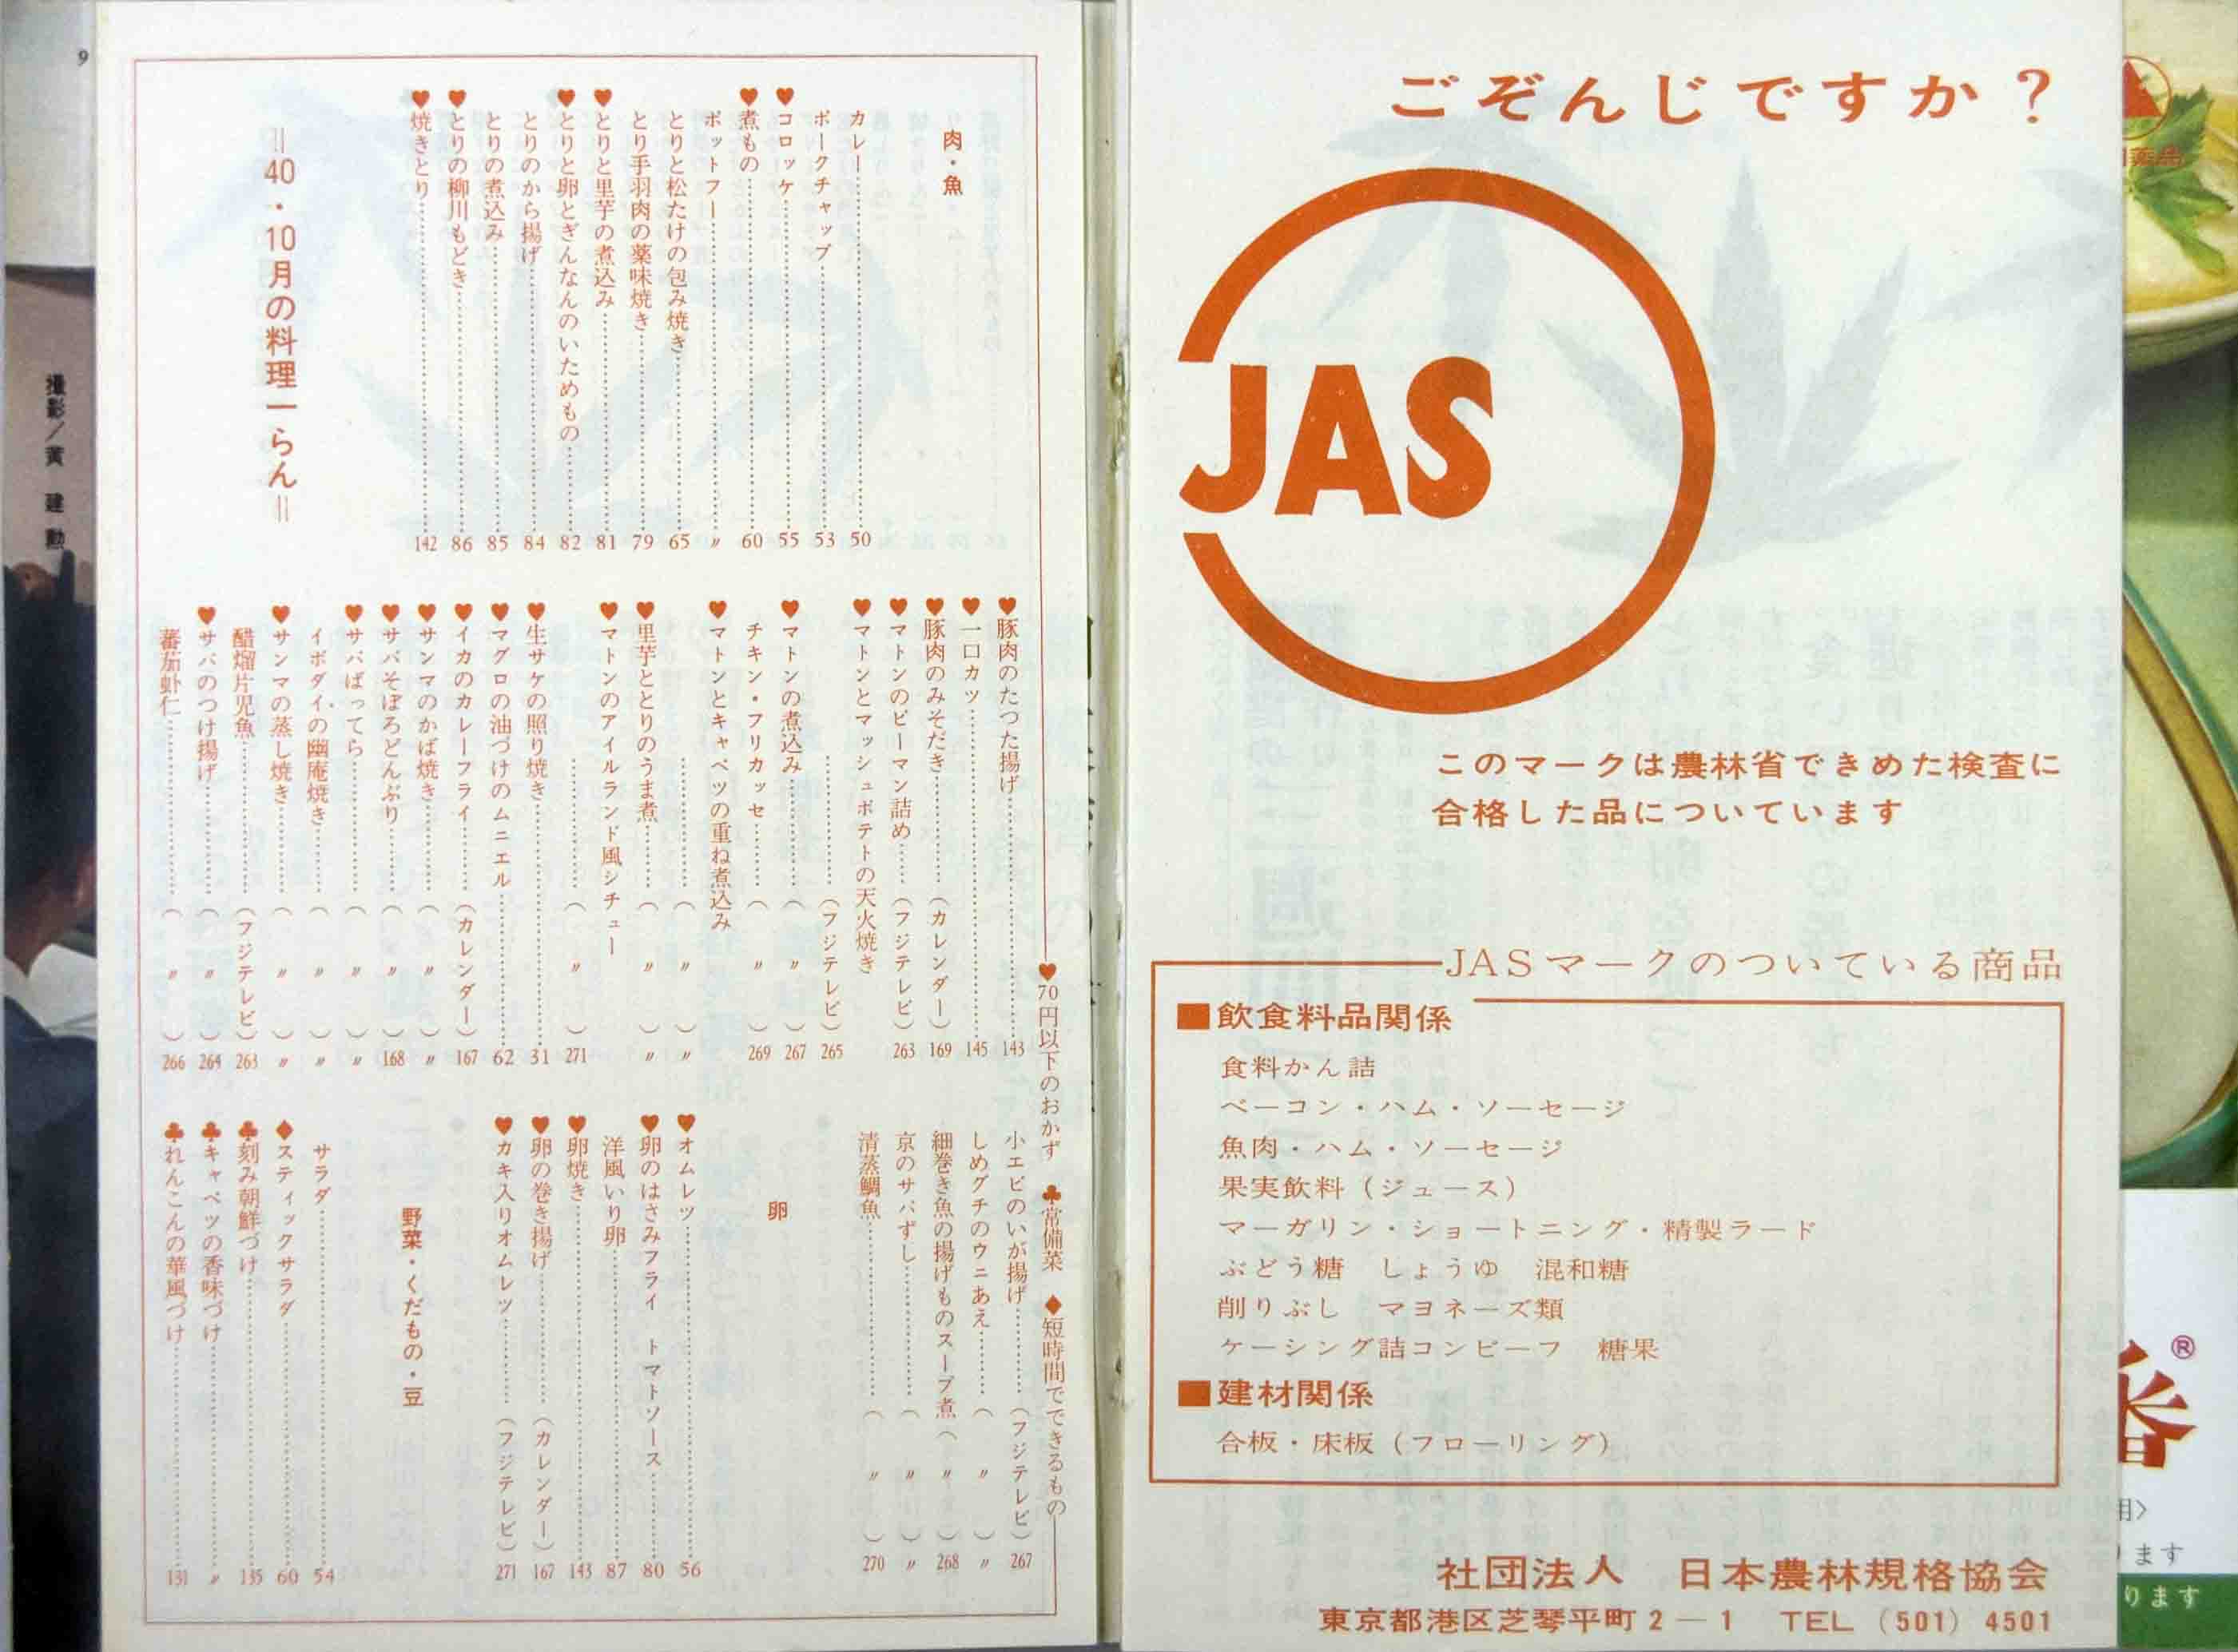 ごぞんじですか?
JAS
このマークは農林省できめた検査に
合格した品についています
JASマークのついている商品
■飲食料品関係
食料かん詰
ベーコン・ハム・ソーセージ
魚肉・ハム・ソーセージ
果実飲料(ジュース)
マーガリン・ショートニング・精製ラード
ぶどう糖 しょうゆ 混和糖
削りぶし マヨネーズ類
ケーシング詰コンビーフ 糖果
■建材関係
合板・床板(フローリング)
社団法人 日本農林規格協会
東京都港区芝琴平町2―1 TEL(501)4501
♥70円以下のおかず ♣常備菜 ◆短時間でできるもの
肉・魚
カレー……50
ポークチャップ……53
♥コロッケ……55
♥煮もの……60
ポットフー……〃
とりと松たけの包み焼き……65
とり手羽肉の薬味焼き……79
♥とりと里芋の煮込み……81
♥とりと卵とぎんなんのいためもの……82
とりのから揚げ……84
とりの煮込み……85
♥とりの柳川もどき……86
♥焼きとり……142
=40・10月の料理一らん=
♥豚肉のたつた揚げ……143
♥一口カツ……145
♥豚肉のみそだき……(カレンダー)169
♥マトンのピーマン詰め……(フジテレビ)263
♥マトンとマッシュポテトの天火焼き
……(フジテレビ)265
♥マトンの煮込み……(〃)267
チキン・フリカッセ……(〃)269
♥マトンとキャベツの重ね煮込み
……(〃)〃
♥里芋ととりのうま煮……(〃)〃
♥マトンのアイルランド風シチュー
……(〃)271
♥生サケの照り焼き……31
♥マグロの油づけのムニエル……62
♥イカのカレーフライ……(カレンダー)167
♥サンマのかば焼き……(〃)〃
♥サバそぼろどんぶり……(〃)168
♥サバばってら……(〃)〃
イボダイの幽庵焼き……(〃)〃
♥サンマの蒸し焼き……(〃)〃
醋熘片児魚……(フジテレビ)263
♥サバのつけ揚げ……(〃)264
蕃茄蝦仁……(〃)266
小エビのいが揚げ……(フジテレビ)267
しめグチのウニあえ……(〃)〃
細巻き魚の揚げものスープ煮(〃)268
京のサバずし……(〃)〃
清蒸鯛魚……(〃)270
卵
♥オムレツ……56
♥卵のはさみフライ トマトソース……80
洋風いり卵……87
♥卵焼き……143
♥卵の巻き揚げ……(カレンダー)167
♥カキ入りオムレツ……(フジテレビ)271
野菜・くだもの・豆
サラダ……54
◆スティックサラダ……60
♣刻み朝鮮づけ……135
♣キャベツの香味づけ……〃
♣れんこんの華風づけ……131
9
撮影/黄 建 勲
®
ります